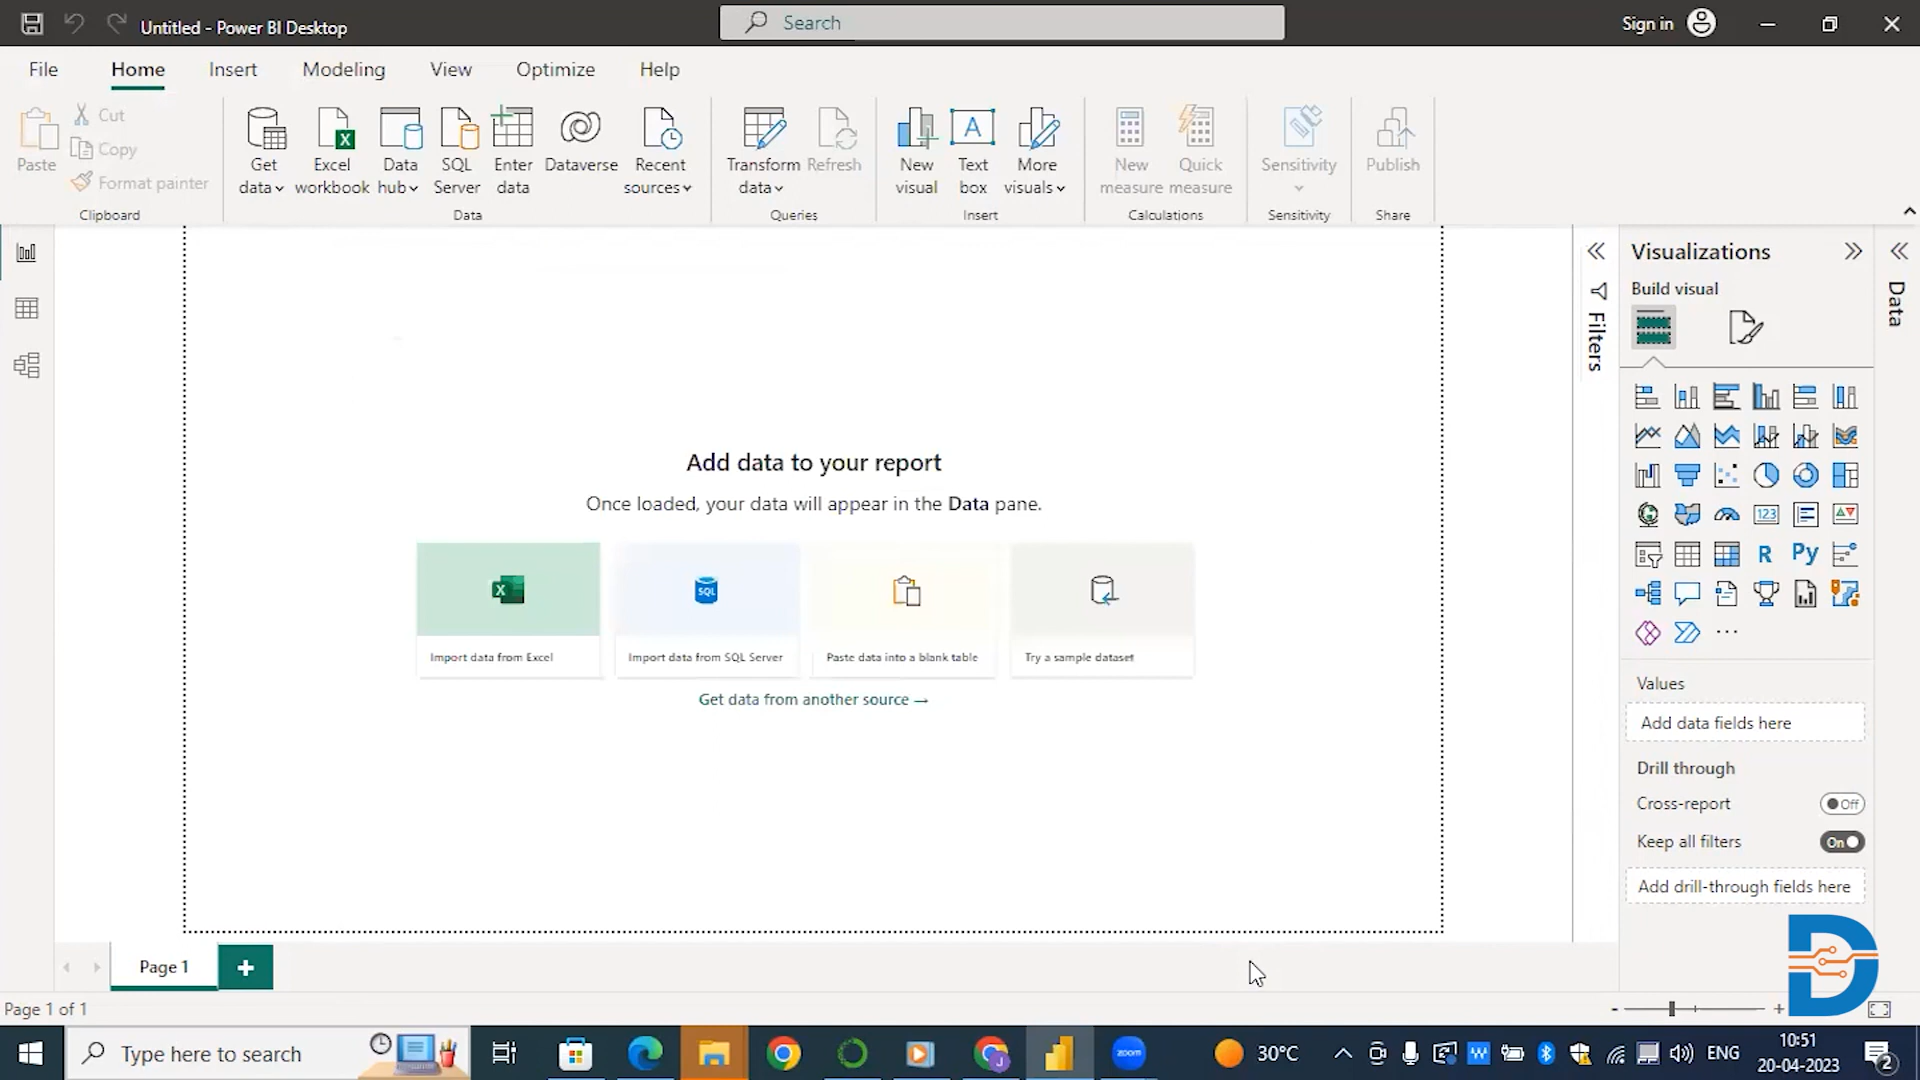 Untitled - Power BI Desktop
Search
Sign in
File Home Insert Modeling View Optimize Help
Paste
Cut
Copy
Format painter
Clipboard
Get data
Excel workbook
Data hub
SQL Server
Enter data
Dataverse
Recent sources
Data
Transform data
Refresh
Queries
New visual
Text box
More visuals
Insert
New measure
Quick measure
Calculations
Sensitivity
Sensitivity
Publish
Share
Add data to your report
Once loaded, your data will appear in the Data pane.
SQL
Import data from Excel
Import data from SQL Server
Paste data into a blank table
Try a sample dataset
Get data from another source →
Filters
Visualizations
Build visual
123
R
Py
Values
Add data fields here
Drill through
Cross-report
Off
Keep all filters
On
Add drill-through fields here
Data
Page 1
Page 1 of 1
Type here to search
zoom
30°C
ENG
10:51
20-04-2023
2